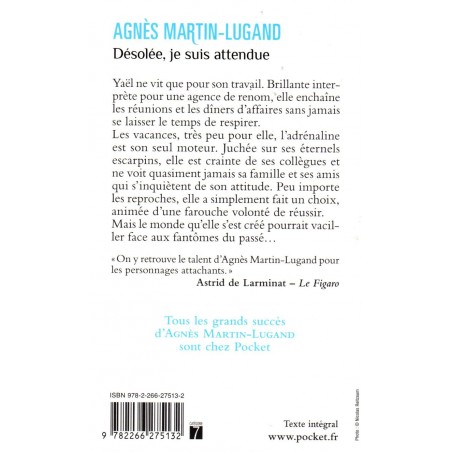 AGNÈS MARTIN-LUGAND
Désolée, je suis attendue
Yaël ne vit que pour son travail. Brillante inter-
prète pour une agence de renom, elle enchaîne
les réunions et les dîners d'affaires sans jamais
se laisser le temps de respirer.
Les vacances, très peu pour elle, l'adrénaline
est son seul moteur. Juchée sur ses éternels
escarpins, elle est crainte de ses collègues et
ne voit quasiment jamais sa famille et ses amis
qui s'inquiètent de son attitude. Peu importe
les reproches, elle a simplement fait un choix,
animée d'une farouche volonté de réussir.
Mais le monde qu'elle s'est créé pourrait vacil-
ler face aux fantômes du passé…
« On y retrouve le talent d'Agnès Martin-Lugand pour
les personnages attachants. »
Astrid de Larminat – Le Figaro
Tous les grands succès
d'AGNÈS MARTIN-LUGAND
sont chez Pocket
ISBN 978-2-266-27513-2
9 782266 275132
7
Texte intégral
www.pocket.fr